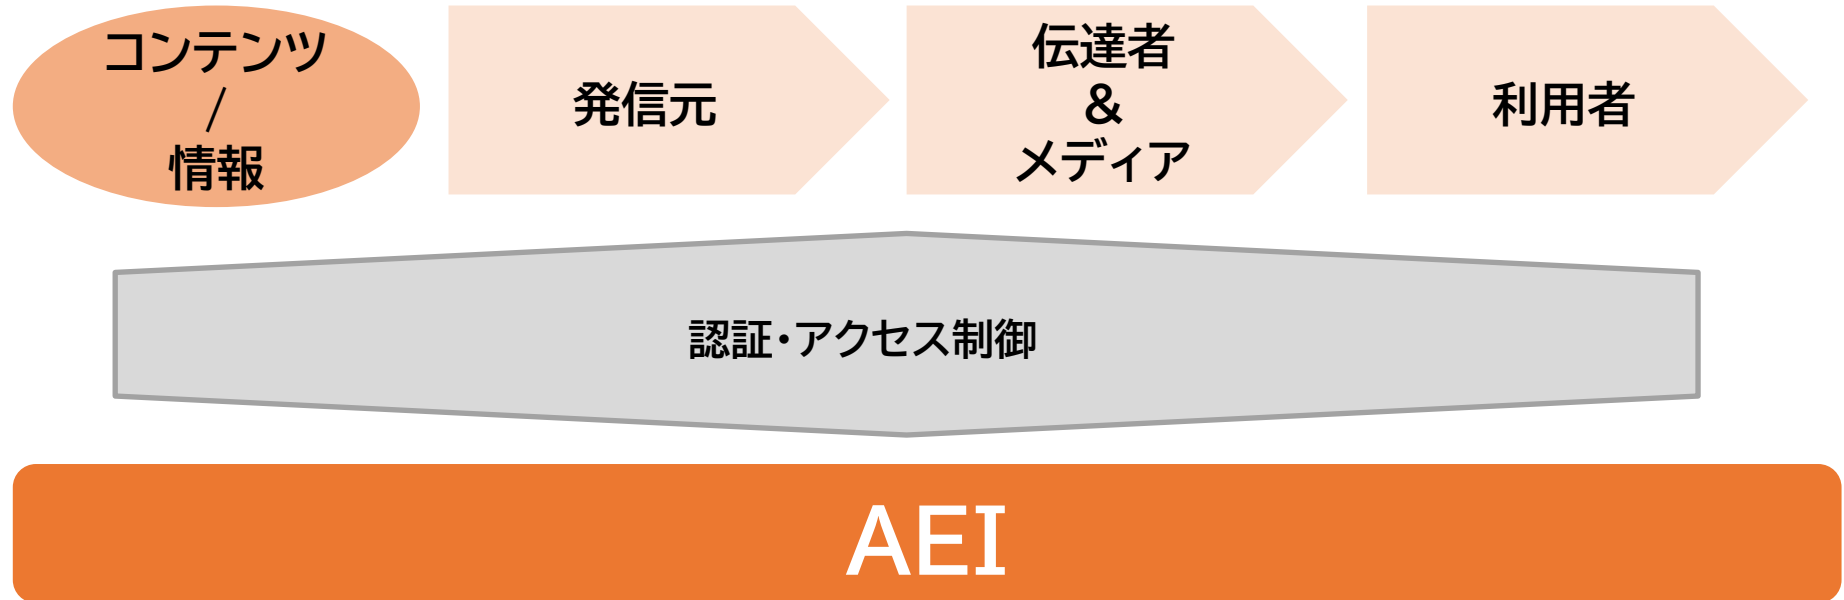 コンテンツ
/
情報
発信元
伝達者
&
メディア
利用者
認証・アクセス制御
AEI